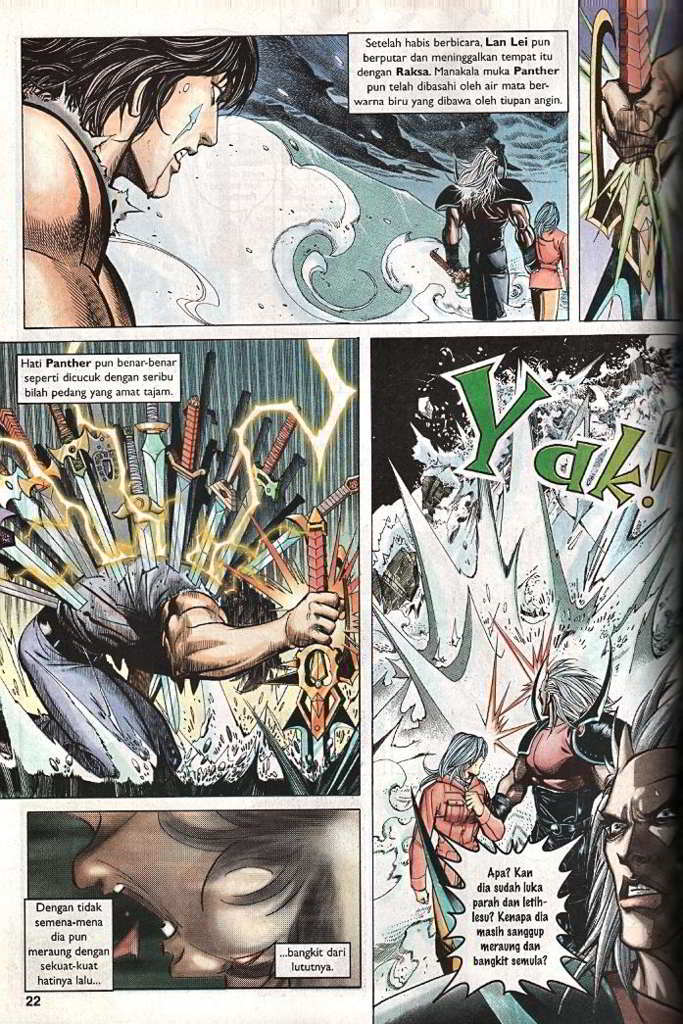 Setelah habis berbicara, Lan Lei pun
berputar dan meninggalkan tempat itu
dengan Raksa. Manakala muka Panther
pun telah dibasahi oleh air mata ber-
warna biru yang dibawa oleh tiupan angin.
Hati Panther pun benar-benar
seperti dicucuk dengan seribu
bilah pedang yang amat tajam.
Yak!
Dengan tidak
semena-mena
dia pun
meraung dengan
sekuat-kuat
hatinya lalu...
...bangkit dari
lututnya.
Apa? Kan
dia sudah luka
parah dan letih-
lesu? Kenapa dia
masih sanggup
meraung dan
bangkit semula?
22